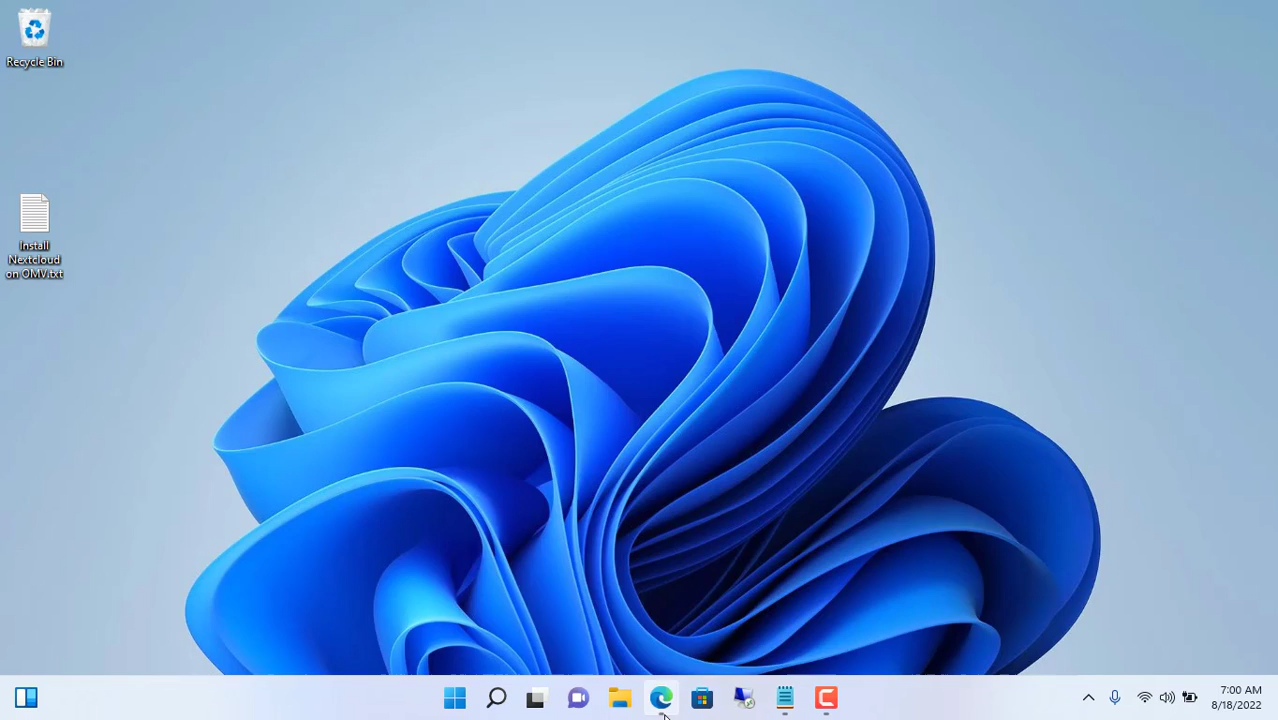 Recycle Bin
Install
Nextcloud
on OMV.txt
7:00 AM
8/18/2022